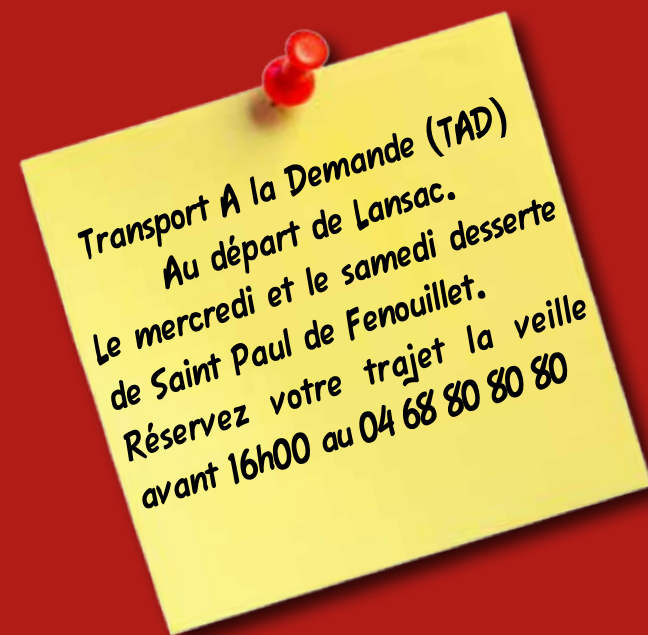 Transport A la Demande (TAD)
Au départ de Lansac.
Le mercredi et le samedi desserte
de Saint Paul de Fenouillet.
Réservez votre trajet la veille
avant 16h00 au 04 68 80 80 80